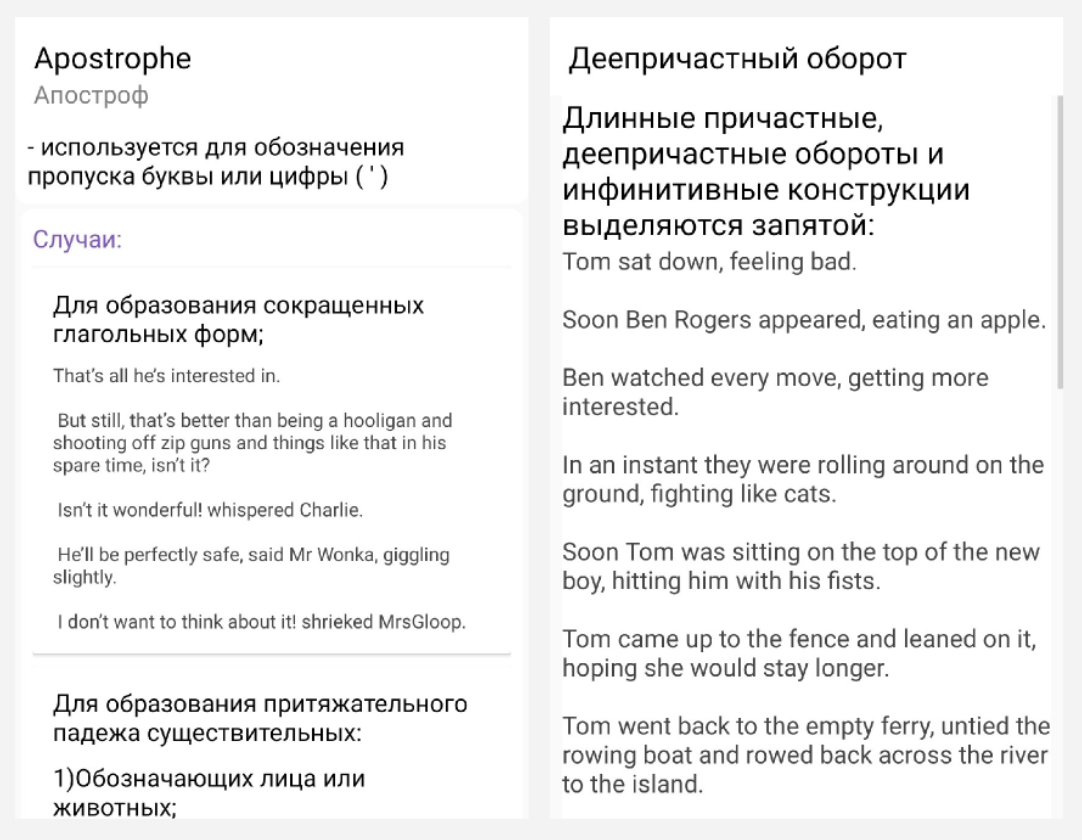 Apostrophe
Апостроф
- используется для обозначения
пропуска буквы или цифры ( ' )
Случаи:
Для образования сокращенных
глагольных форм;
That's all he's interested in.
But still, that's better than being a hooligan and
shooting off zip guns and things like that in his
spare time, isn't it?
Isn't it wonderful! whispered Charlie.
He'll be perfectly safe, said Mr Wonka, giggling
slightly.
I don't want to think about it! shrieked MrsGloop.
Для образования притяжательного
падежа существительных:
1)Обозначающих лица или
животных;
Деепричастный оборот
Длинные причастные,
деепричастные обороты и
инфинитивные конструкции
выделяются запятой:
Tom sat down, feeling bad.
Soon Ben Rogers appeared, eating an apple.
Ben watched every move, getting more
interested.
In an instant they were rolling around on the
ground, fighting like cats.
Soon Tom was sitting on the top of the new
boy, hitting him with his fists.
Tom came up to the fence and leaned on it,
hoping she would stay longer.
Tom went back to the empty ferry, untied the
rowing boat and rowed back across the river
to the island.